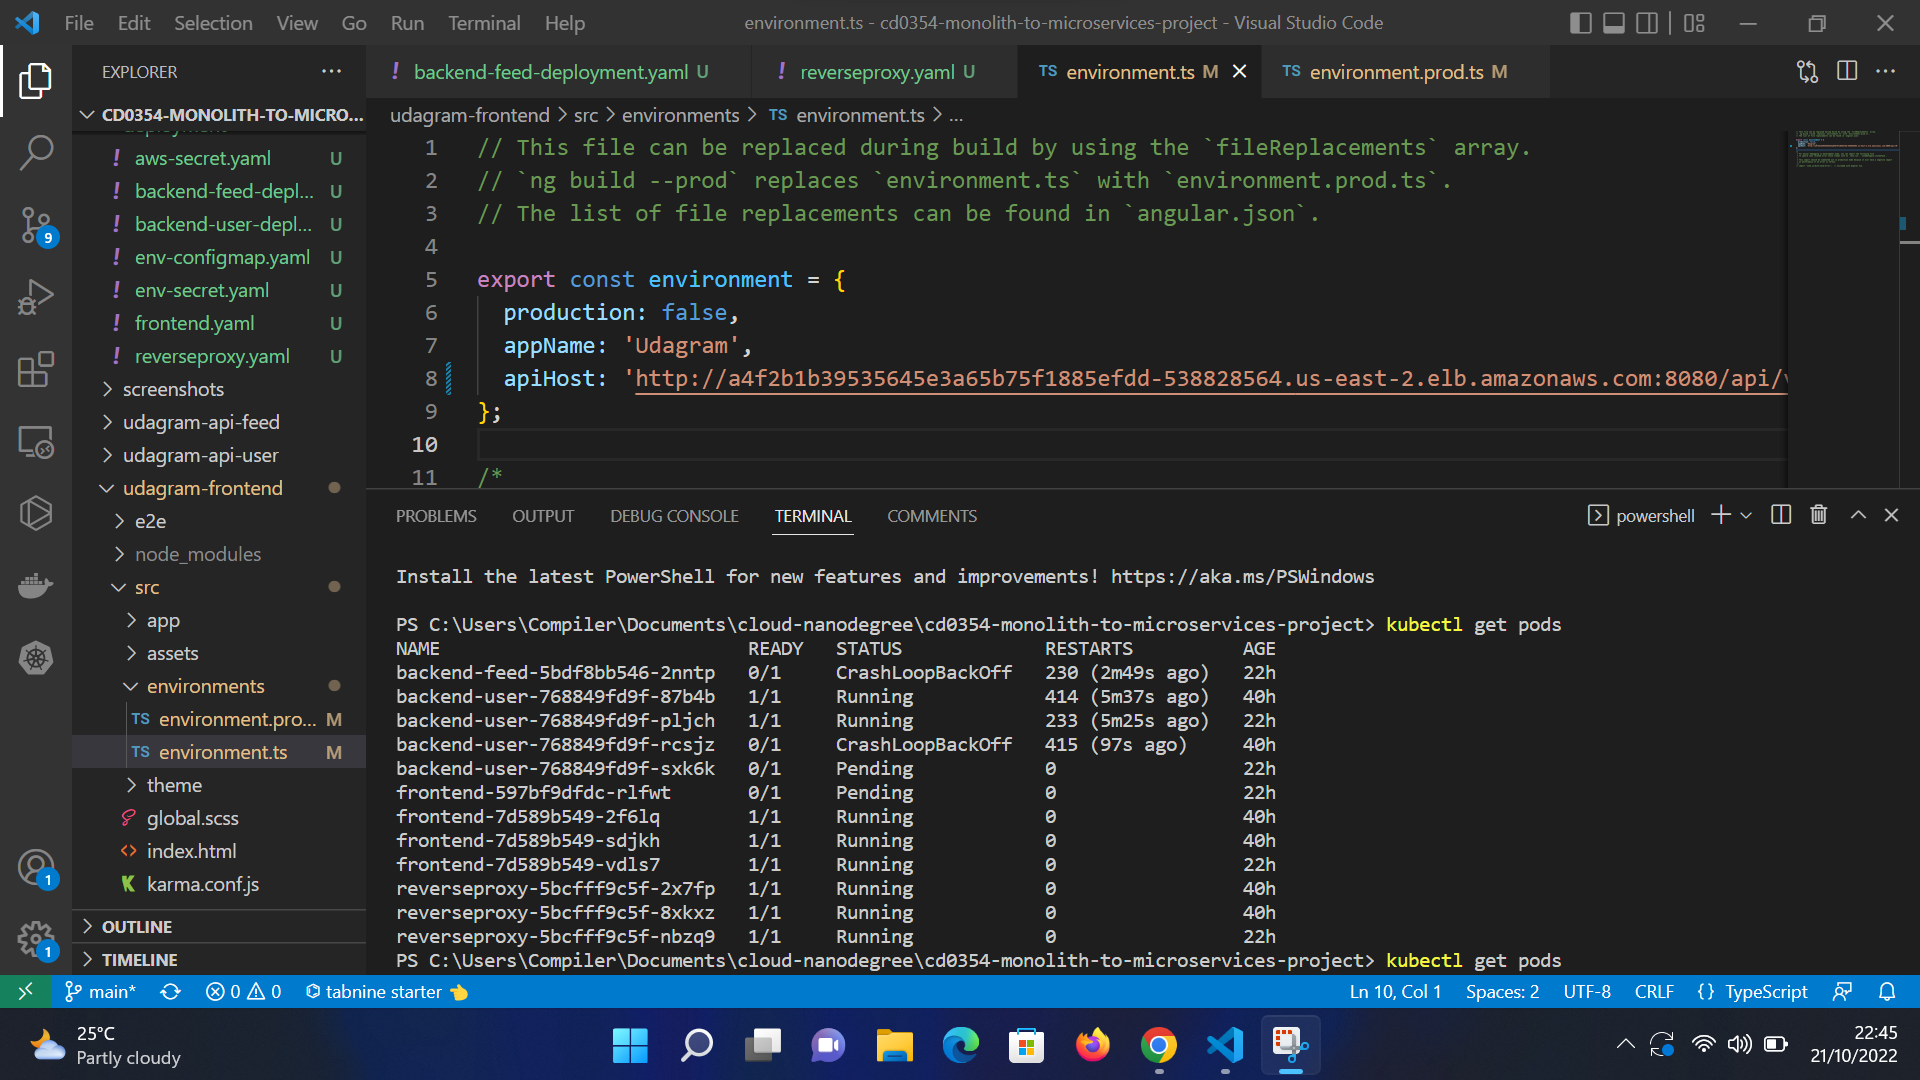 File Edit Selection View Go Run Terminal Help
environment.ts - cd0354-monolith-to-microservices-project - Visual Studio Code
EXPLORER
CD0354-MONOLITH-TO-MICRO...
aws-secret.yaml U
backend-feed-depl... U
backend-user-depl... U
env-configmap.yaml U
env-secret.yaml U
frontend.yaml U
reverseproxy.yaml U
screenshots
udagram-api-feed
udagram-api-user
udagram-frontend
e2e
node_modules
src
app
assets
environments
TS environment.pro... M
TS environment.ts M
theme
global.scss
index.html
karma.conf.js
OUTLINE
TIMELINE
9
1
1
! backend-feed-deployment.yaml U
! reverseproxy.yaml U
TS environment.ts M
TS environment.prod.ts M
udagram-frontend > src > environments > TS environment.ts > ...
1 // This file can be replaced during build by using the `fileReplacements` array.
2 // `ng build --prod` replaces `environment.ts` with `environment.prod.ts`.
3 // The list of file replacements can be found in `angular.json`.
4
5 export const environment = {
6 production: false,
7 appName: 'Udagram',
8 apiHost: 'http://a4f2b1b39535645e3a65b75f1885efdd-538828564.us-east-2.elb.amazonaws.com:8080/api/
9 };
10
11 /*
PROBLEMS OUTPUT DEBUG CONSOLE TERMINAL COMMENTS
powershell
Install the latest PowerShell for new features and improvements! https://aka.ms/PSWindows
PS C:\Users\Compiler\Documents\cloud-nanodegree\cd0354-monolith-to-microservices-project> kubectl get pods
NAME READY STATUS RESTARTS AGE
backend-feed-5bdf8bb546-2nntp 0/1 CrashLoopBackOff 230 (2m49s ago) 22h
backend-user-768849fd9f-87b4b 1/1 Running 414 (5m37s ago) 40h
backend-user-768849fd9f-pljch 1/1 Running 233 (5m25s ago) 22h
backend-user-768849fd9f-rcsjz 0/1 CrashLoopBackOff 415 (97s ago) 40h
backend-user-768849fd9f-sxk6k 0/1 Pending 0 22h
frontend-597bf9dfdc-rlfwt 0/1 Pending 0 22h
frontend-7d589b549-2f6lq 1/1 Running 0 40h
frontend-7d589b549-sdjkh 1/1 Running 0 40h
frontend-7d589b549-vdls7 1/1 Running 0 22h
reverseproxy-5bcfff9c5f-2x7fp 1/1 Running 0 40h
reverseproxy-5bcfff9c5f-8xkxz 1/1 Running 0 40h
reverseproxy-5bcfff9c5f-nbzq9 1/1 Running 0 22h
PS C:\Users\Compiler\Documents\cloud-nanodegree\cd0354-monolith-to-microservices-project> kubectl get pods
main* 0 0 tabnine starter
Ln 10, Col 1 Spaces: 2 UTF-8 CRLF {} TypeScript
25°C
Partly cloudy
22:45
21/10/2022